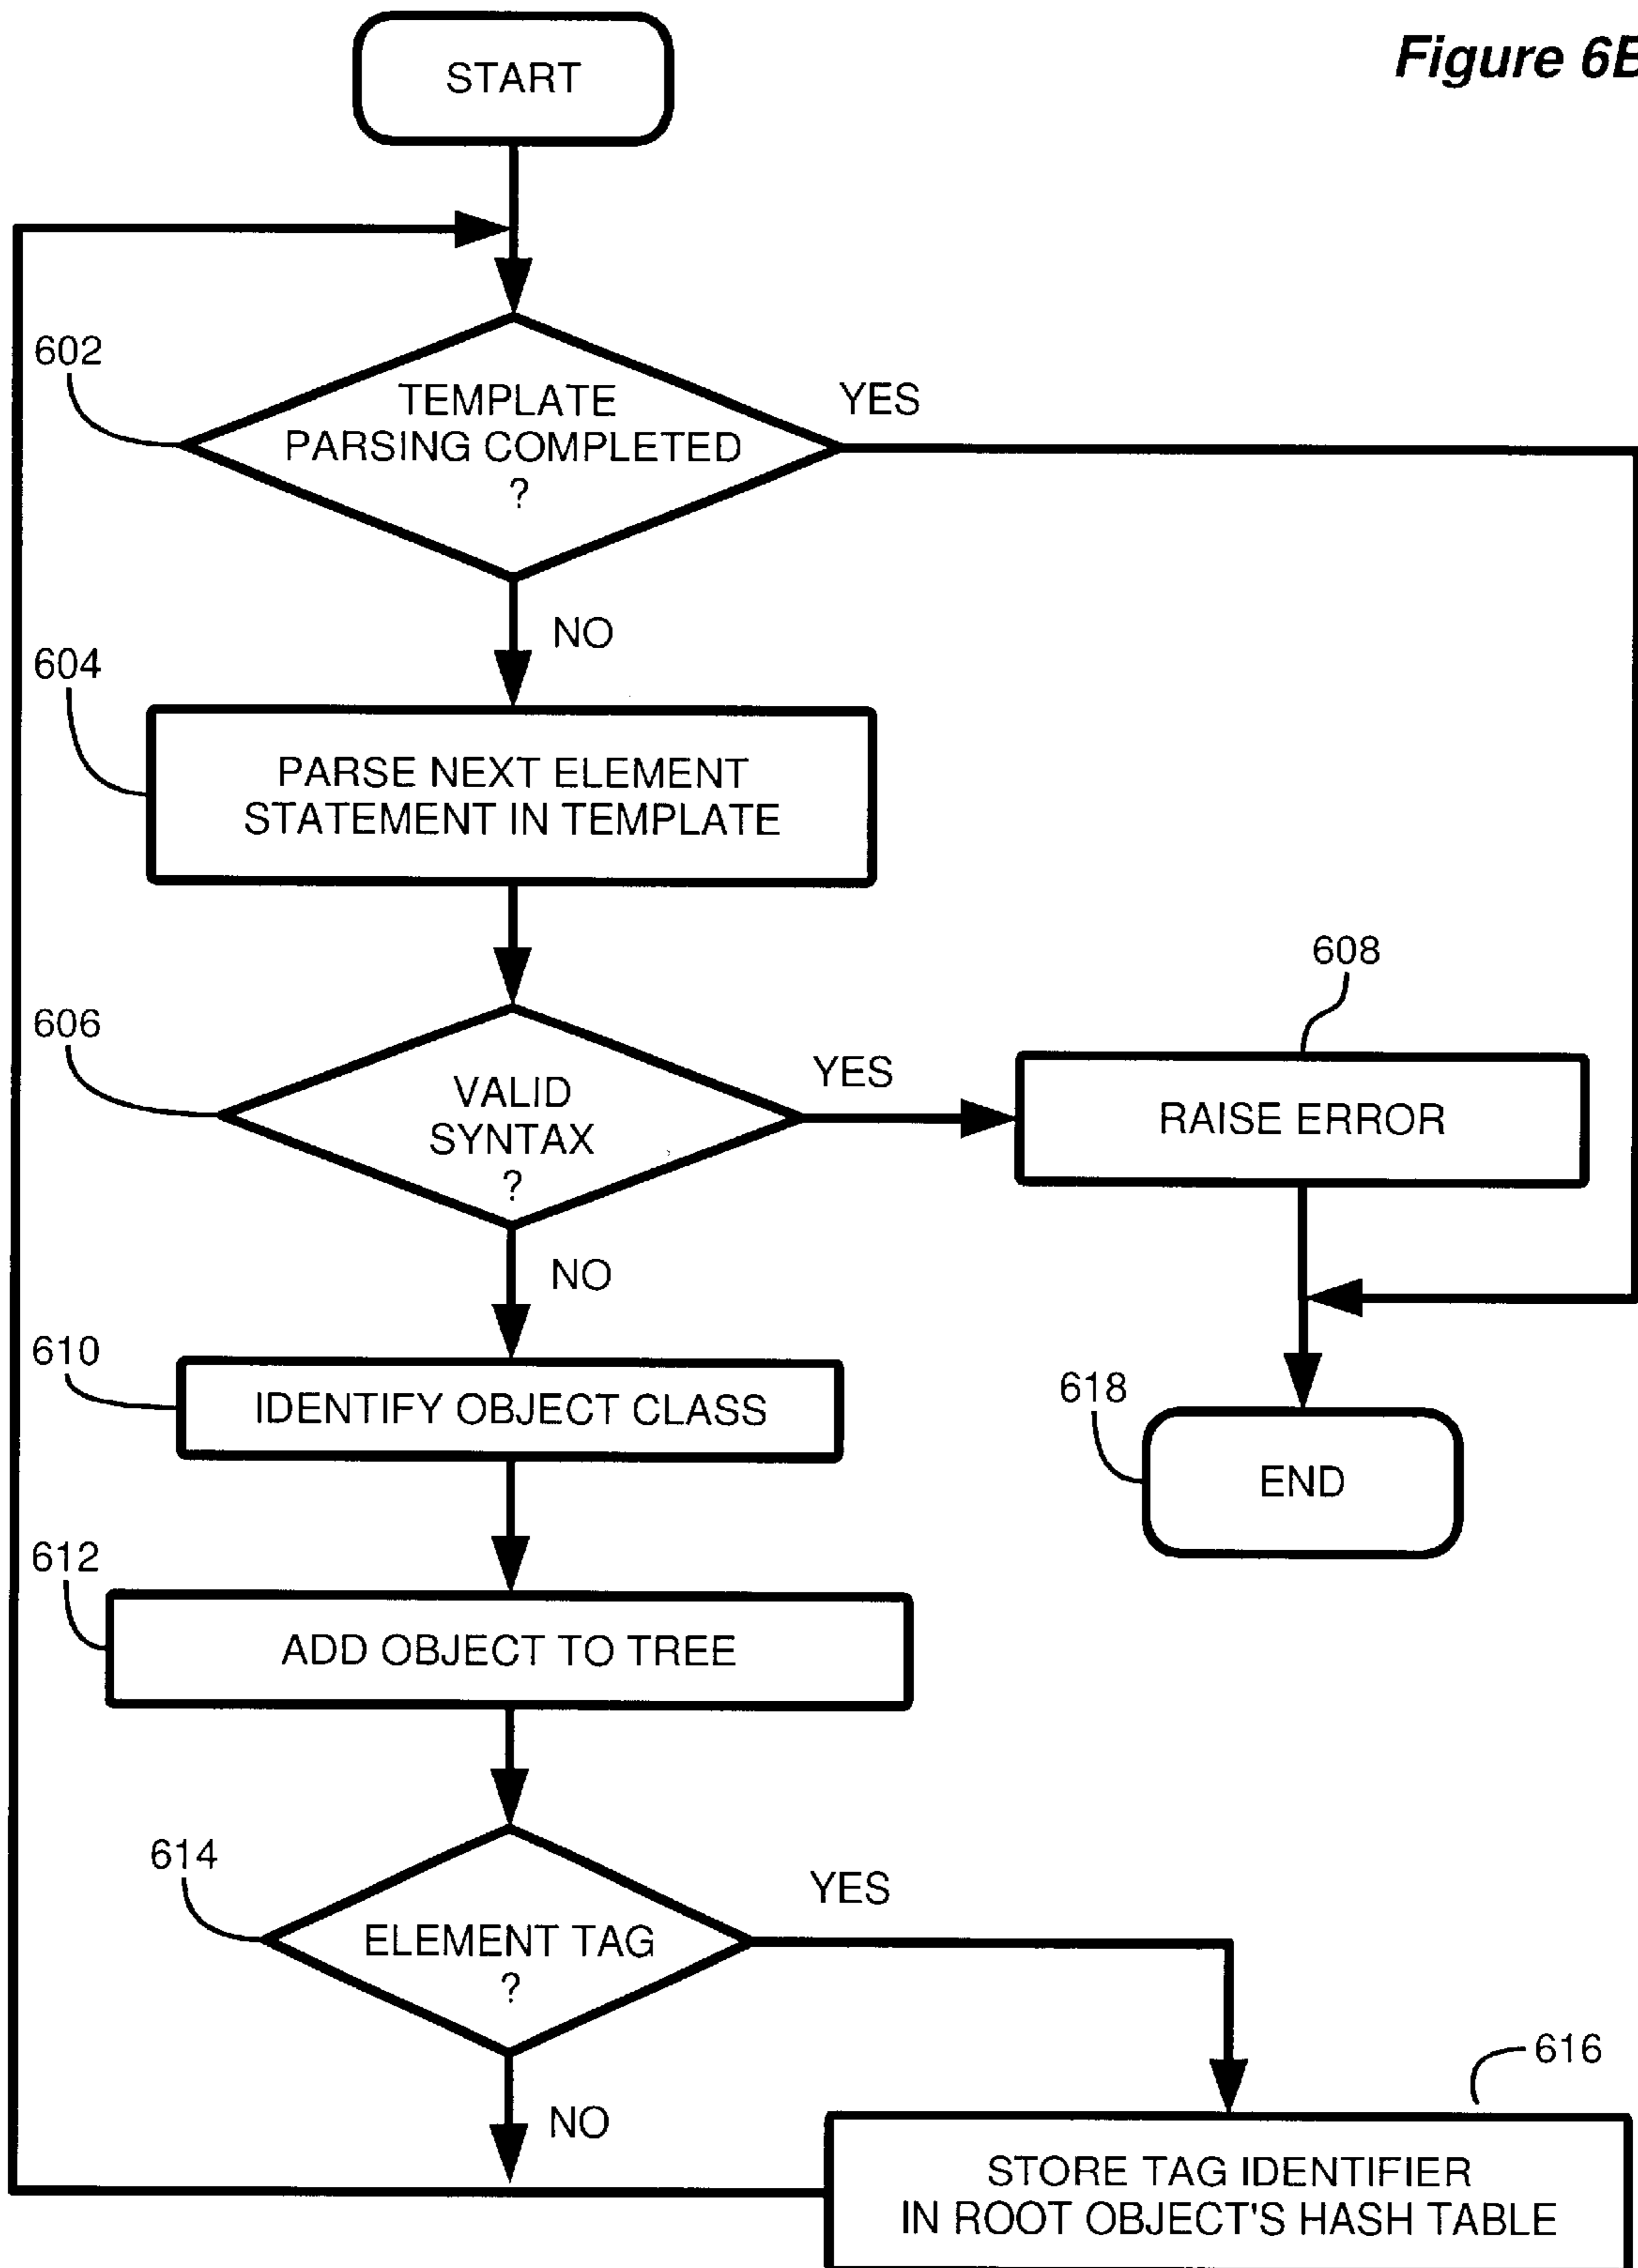 Figure 6B
START
602
TEMPLATE
PARSING COMPLETED
?
YES
NO
604
PARSE NEXT ELEMENT
STATEMENT IN TEMPLATE
606
VALID
SYNTAX
?
YES
608
RAISE ERROR
NO
610
IDENTIFY OBJECT CLASS
618
END
612
ADD OBJECT TO TREE
614
ELEMENT TAG
?
YES
NO
616
STORE TAG IDENTIFIER
IN ROOT OBJECT'S HASH TABLE